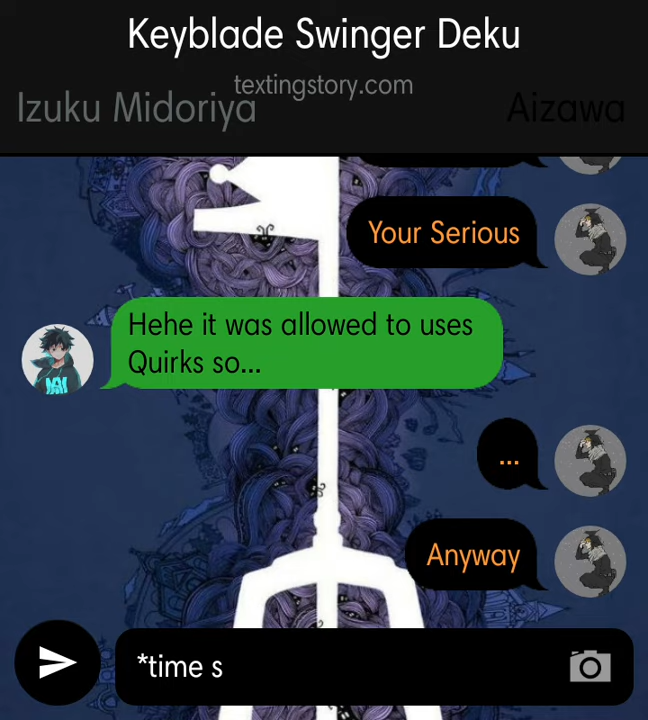 Keyblade Swinger Deku
textingstory.com
Izuku Midoriya
Aizawa
Your Serious
Hehe it was allowed to uses
Quirks so...
...
Anyway
*time s